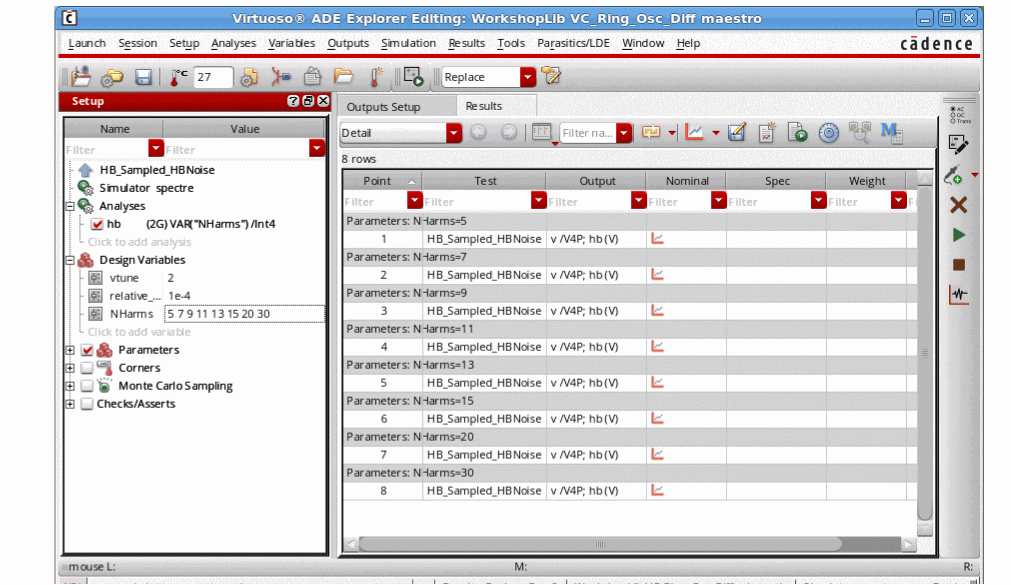 Virtuoso® ADE Explorer Editing: WorkshopLib VC_Ring_Osc_Diff maestro
Launch Session Setup Analyses Variables Outputs Simulation Results Tools Parasitics/LDE Window Help
cādence
27
Replace
Setup
Name Value
Filter Filter
HB_Sampled_HBNoise
Simulator spectre
Analyses
hb (2G) VAR("NHarms") /Int4
Click to add analysis
Design Variables
vtune 2
relative_... 1e-4
NHarms 5 7 9 11 13 15 20 30
Click to add variable
Parameters
Corners
Monte Carlo Sampling
Checks/Asserts
Outputs Setup Results
Detail
Filter na...
8 rows
Point Test Output Nominal Spec Weight
Filter Filter Filter Filter Filter Filter
Parameters: NHarms=5
1 HB_Sampled_HBNoise v /V4P; hb (V)
Parameters: NHarms=7
2 HB_Sampled_HBNoise v /V4P; hb (V)
Parameters: NHarms=9
3 HB_Sampled_HBNoise v /V4P; hb (V)
Parameters: NHarms=11
4 HB_Sampled_HBNoise v /V4P; hb (V)
Parameters: NHarms=13
5 HB_Sampled_HBNoise v /V4P; hb (V)
Parameters: NHarms=15
6 HB_Sampled_HBNoise v /V4P; hb (V)
Parameters: NHarms=20
7 HB_Sampled_HBNoise v /V4P; hb (V)
Parameters: NHarms=30
8 HB_Sampled_HBNoise v /V4P; hb (V)
AC
DC
Trans
mouse L: M: R: